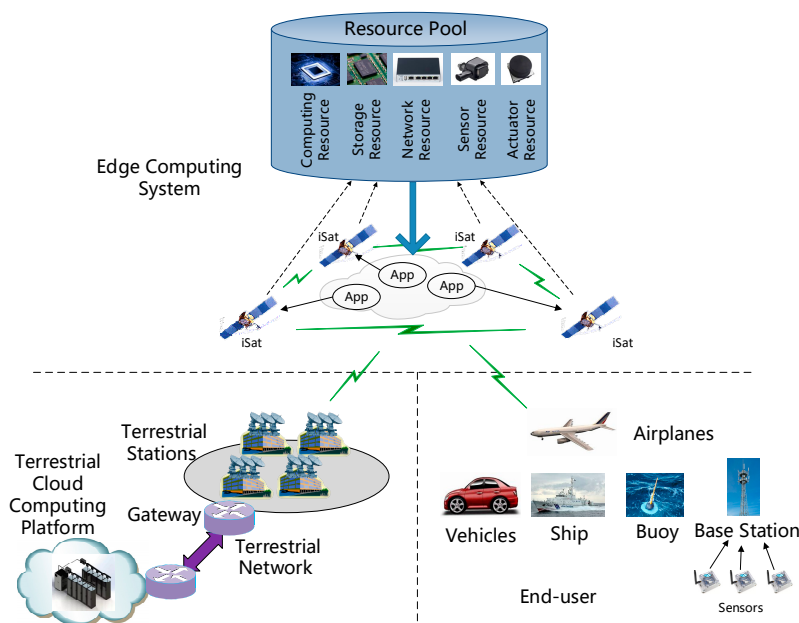 Resource Pool
Computing
Resource
Storage
Resource
Network
Resource
Sensor
Resource
Actuator
Resource
Edge Computing
System
iSat
iSat
App
App
App
iSat
iSat
Terrestrial
Stations
Terrestrial
Cloud
Computing
Platform
Gateway
Terrestrial
Network
Airplanes
Vehicles
Ship
Buoy
Base Station
End-user
Sensors